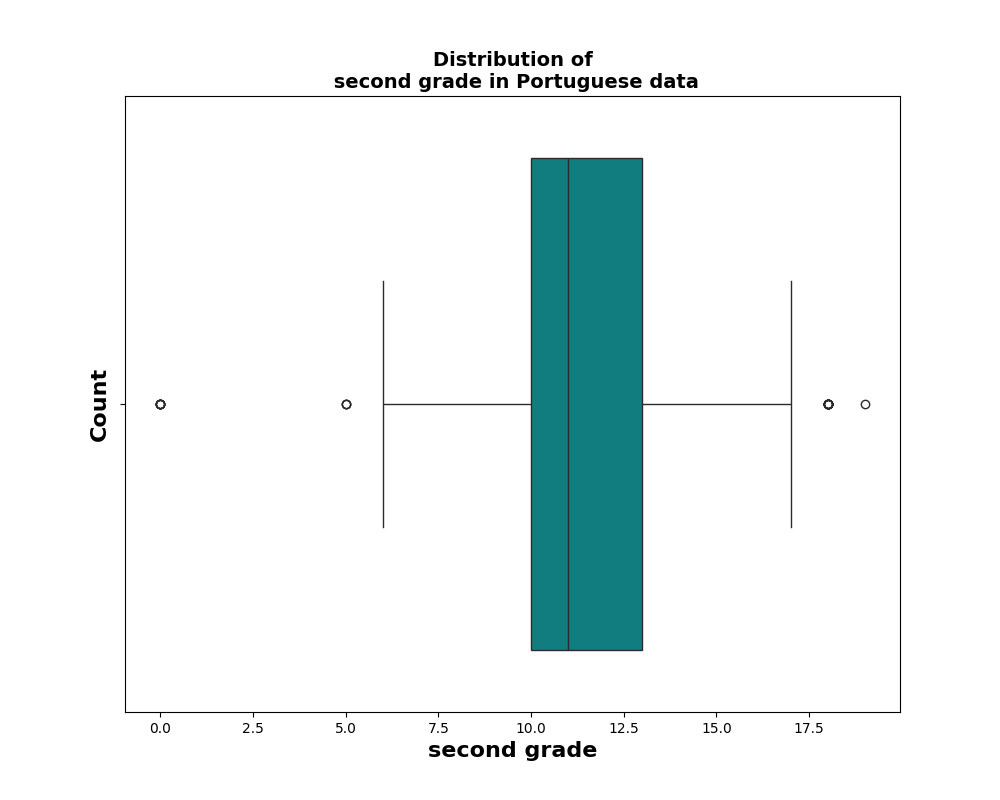 Distribution of
second grade in Portuguese data
Count
0.0 2.5 5.0 7.5 10.0 12.5 15.0 17.5
second grade